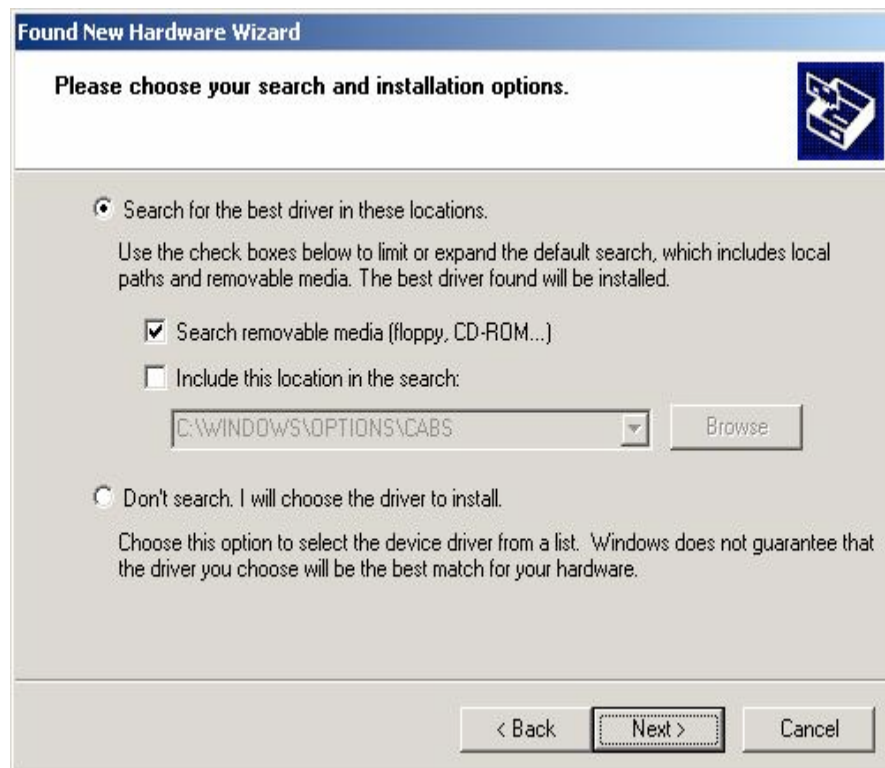 Found New Hardware Wizard
Please choose your search and installation options.
Search for the best driver in these locations.
Use the check boxes below to limit or expand the default search, which includes local
paths and removable media. The best driver found will be installed.
Search removable media (floppy, CD-ROM...)
Include this location in the search:
C:\WINDOWS\OPTIONS\CABS
Browse
Don't search. I will choose the driver to install.
Choose this option to select the device driver from a list. Windows does not guarantee that
the driver you choose will be the best match for your hardware.
< Back Next > Cancel